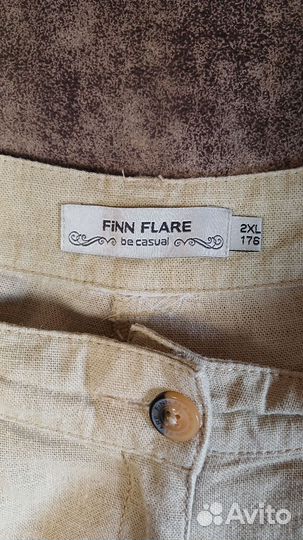 FiNN FLARE
be casual
2XL
176
Avito